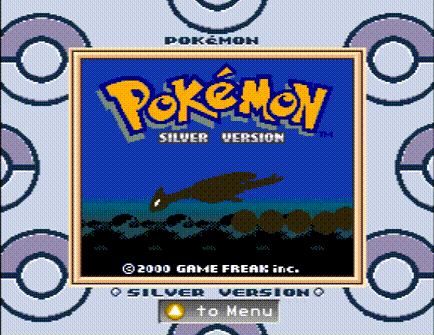 POKéMON
POKéMON
TM
SILVER VERSION
©2000 GAME FREAK inc.
SILVER VERSION
to Menu